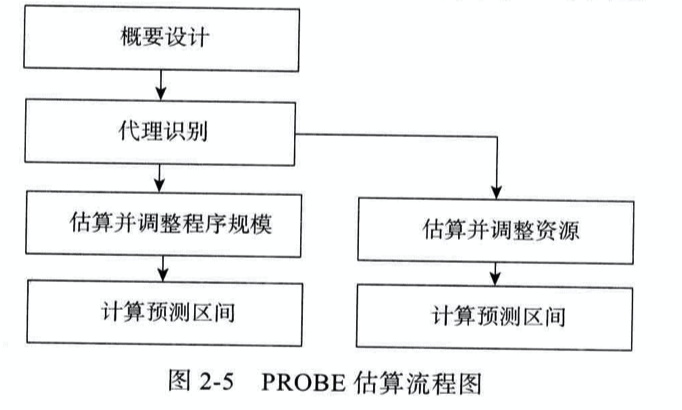 概要设计
代理识别
估算并调整程序规模
估算并调整资源
计算预测区间
计算预测区间
图 2-5 PROBE 估算流程图